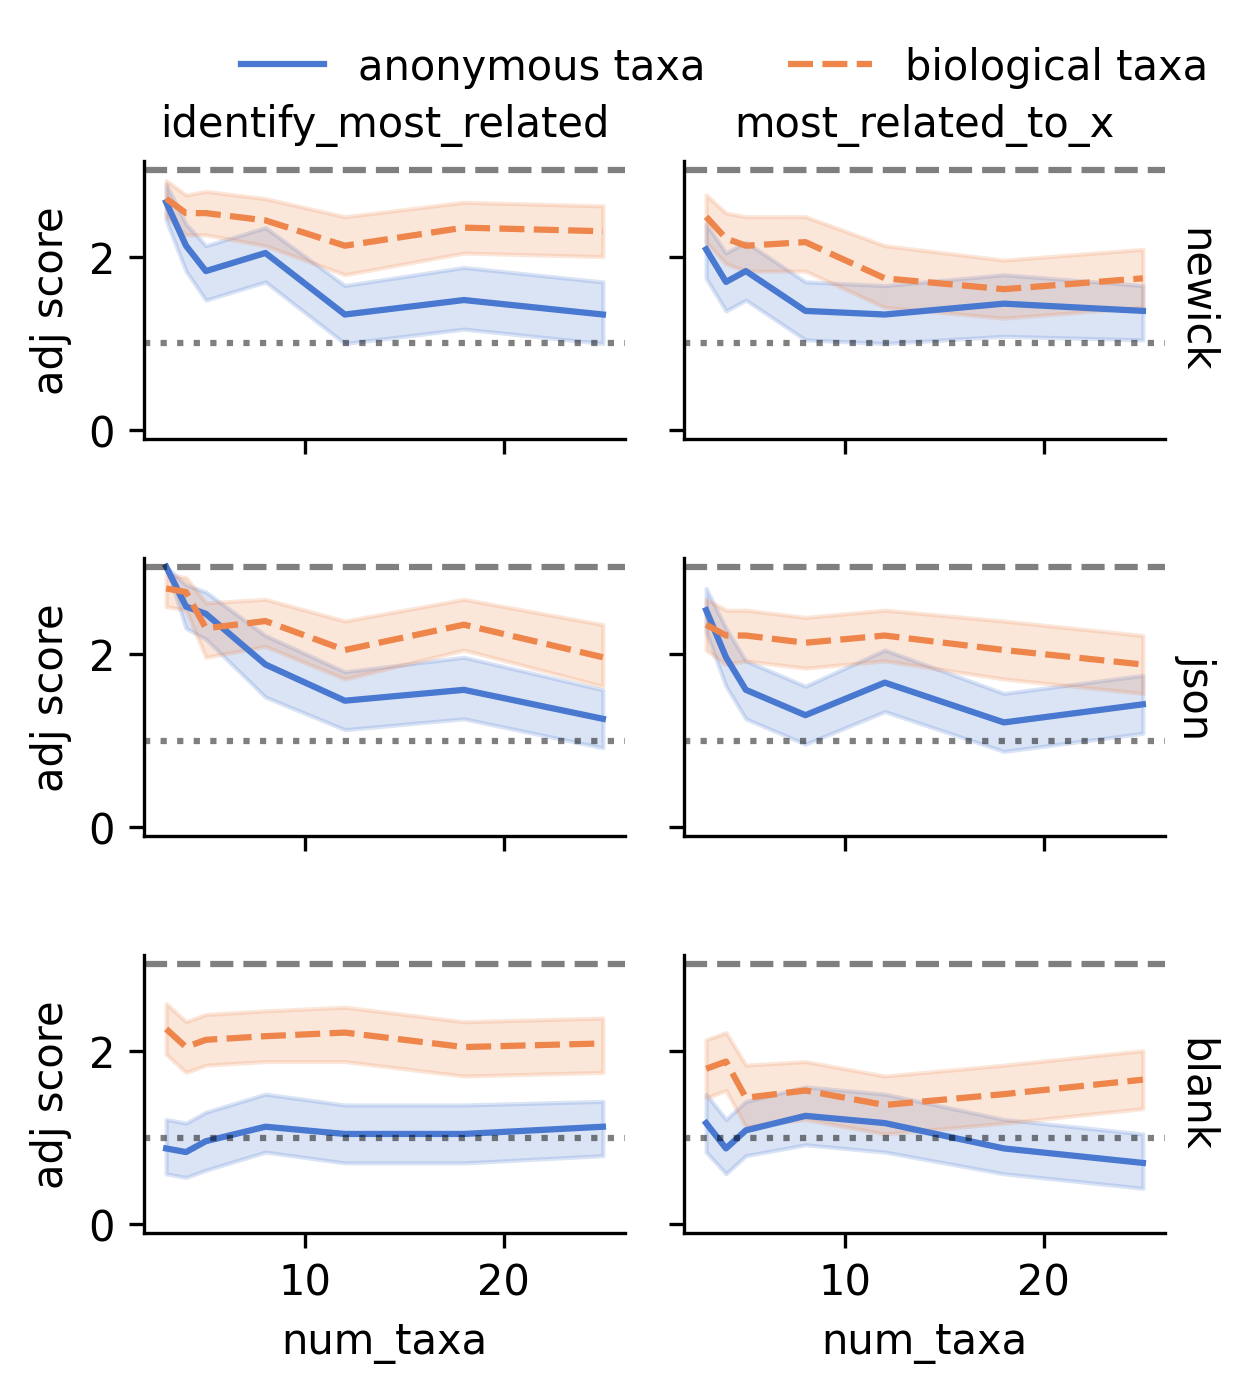 anonymous taxa
biological taxa
identify_most_related
most_related_to_x
adj score
2
0
newick
adj score
2
0
json
adj score
2
0
blank
10
20
10
20
num_taxa
num_taxa